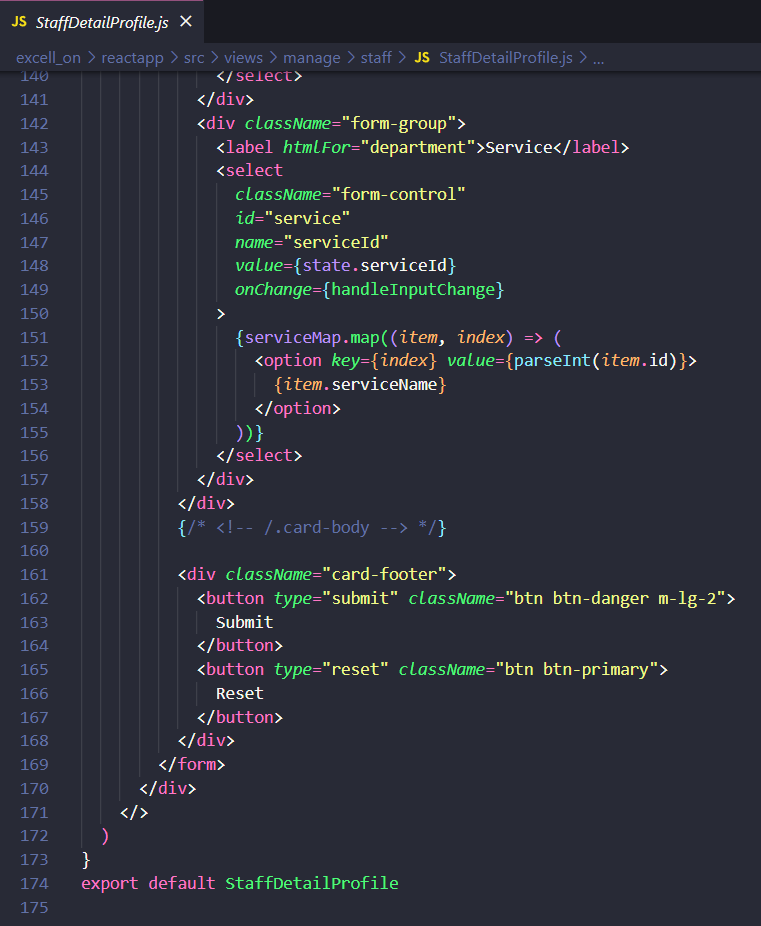 JS StaffDetailProfile.js ×
excell_on > reactapp > src > views > manage > staff > JS StaffDetailProfile.js > ...
140 </select>
141 </div>
142 <div className="form-group">
143 <label htmlFor="department">Service</label>
144 <select
145 className="form-control"
146 id="service"
147 name="serviceId"
148 value={state.serviceId}
149 onChange={handleInputChange}
150 >
151 {serviceMap.map((item, index) => (
152 <option key={index} value={parseInt(item.id)}>
153 {item.serviceName}
154 </option>
155 ))}
156 </select>
157 </div>
158 </div>
159 {/* <!-- /.card-body --> */}
160
161 <div className="card-footer">
162 <button type="submit" className="btn btn-danger m-lg-2">
163 Submit
164 </button>
165 <button type="reset" className="btn btn-primary">
166 Reset
167 </button>
168 </div>
169 </form>
170 </div>
171 </>
172 )
173 }
174 export default StaffDetailProfile
175